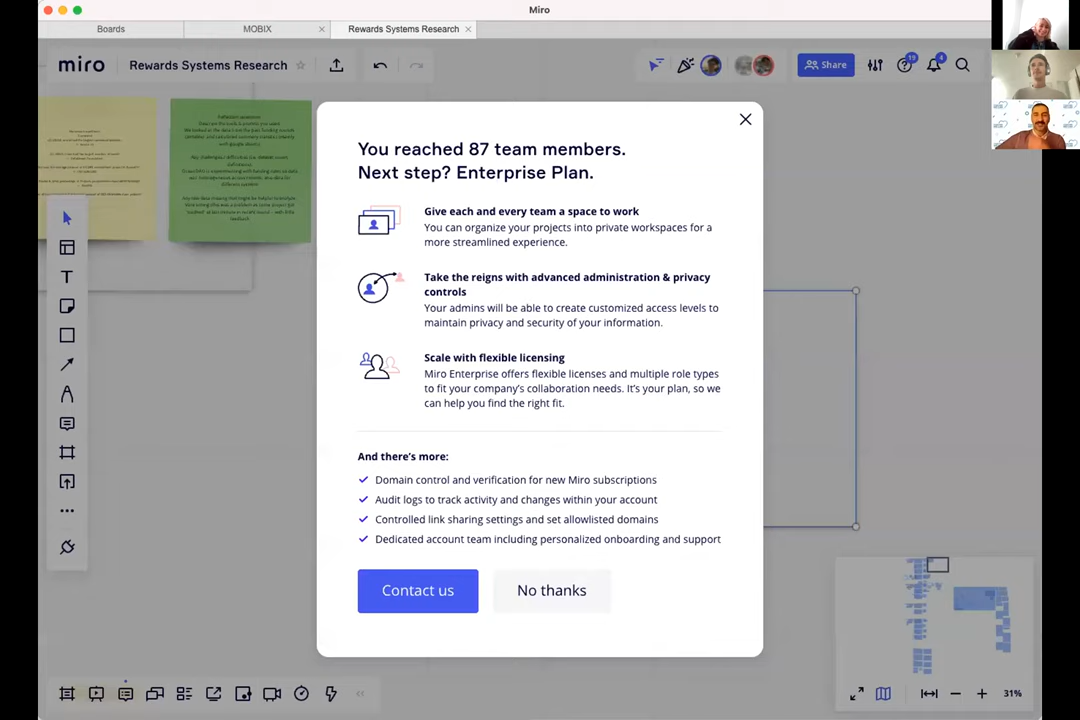 Miro
Boards
MOBIX
Rewards Systems Research
miro
Rewards Systems Research
Share
19
4
You reached 87 team members.
Next step? Enterprise Plan.
Give each and every team a space to work
You can organize your projects into private workspaces for a
more streamlined experience.
Take the reigns with advanced administration & privacy
controls
Your admins will be able to create customized access levels to
maintain privacy and security of your information.
Scale with flexible licensing
Miro Enterprise offers flexible licenses and multiple role types
to fit your company's collaboration needs. It's your plan, so we
can help you find the right fit.
And there's more:
Domain control and verification for new Miro subscriptions
Audit logs to track activity and changes within your account
Controlled link sharing settings and set allowlisted domains
Dedicated account team including personalized onboarding and support
Contact us
No thanks
31%